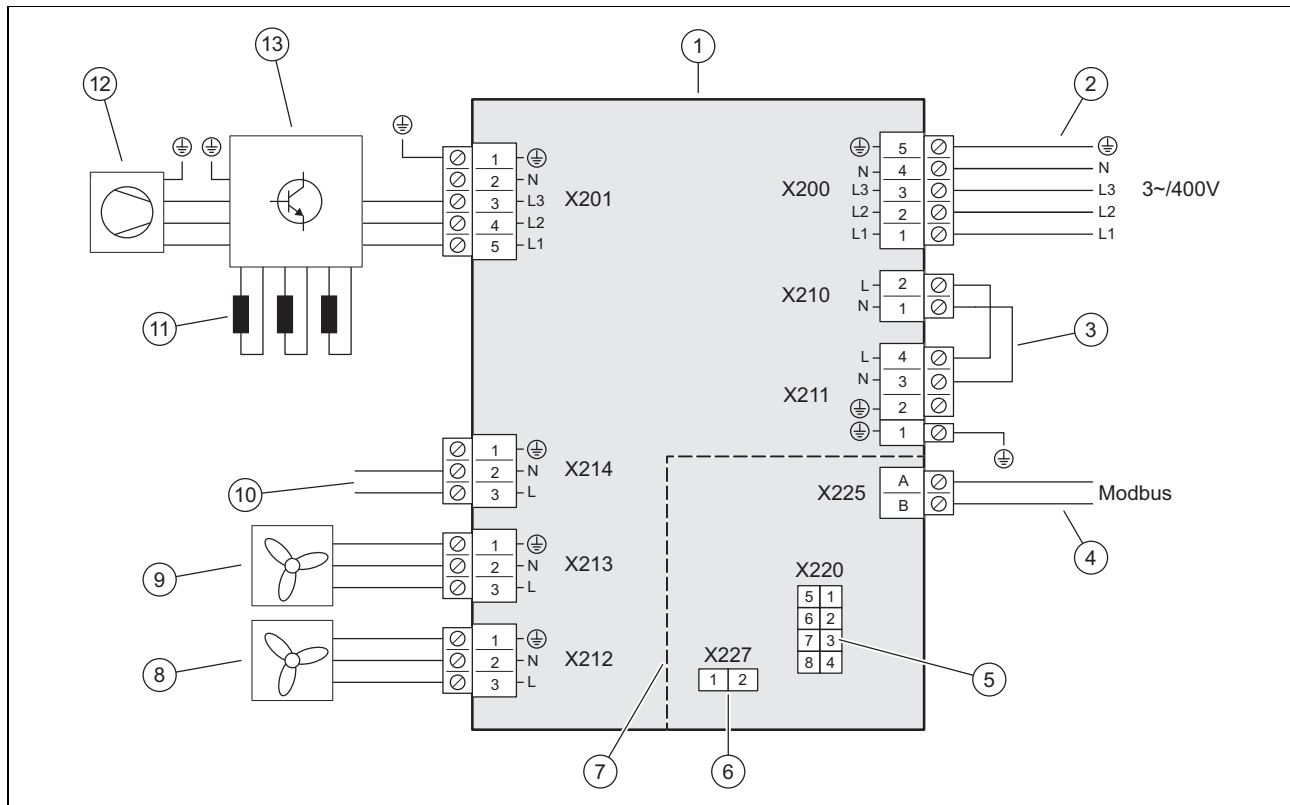 1
2
3
4
5
6
7
8
9
10
11
12
13
X201
1
2 N
3 L3
4 L2
5 L1
X200
5
N 4 N
L3 3 L3
L2 2 L2
L1 1 L1
3~/400V
X210
L 2
N 1
X211
L 4
N 3
2
1
X214
1
2 N
3 L
X213
1
2 N
3 L
X212
1
2 N
3 L
X225
A
B
Modbus
X220
5 1
6 2
7 3
8 4
X227
1 2